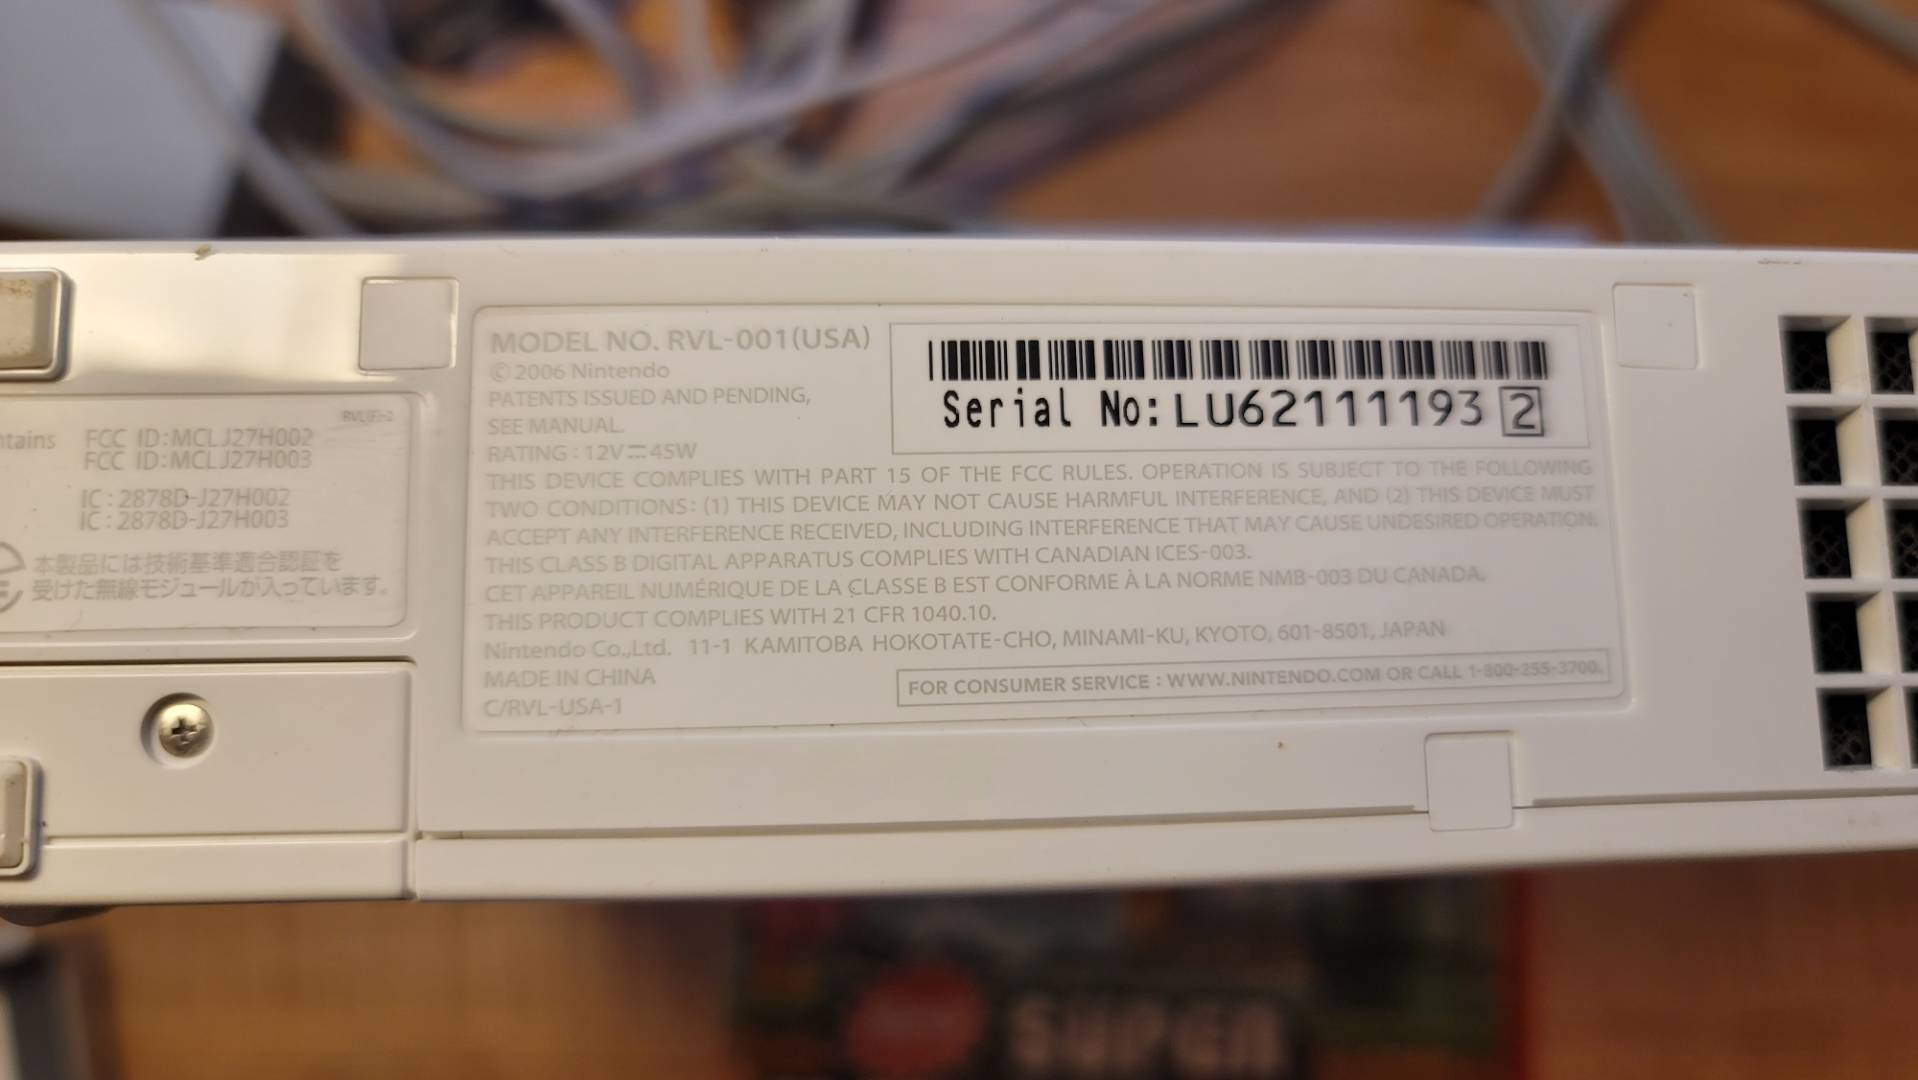 MODEL NO. RVL-001(USA)
©2006 Nintendo
PATENTS ISSUED AND PENDING,
SEE MANUAL.
RATING : 12V⎓45W
Serial No: LU62111193 2
THIS DEVICE COMPLIES WITH PART 15 OF THE FCC RULES. OPERATION IS SUBJECT TO THE FOLLOWING
TWO CONDITIONS: (1) THIS DEVICE MAY NOT CAUSE HARMFUL INTERFERENCE, AND (2) THIS DEVICE MUST
ACCEPT ANY INTERFERENCE RECEIVED, INCLUDING INTERFERENCE THAT MAY CAUSE UNDESIRED OPERATION.
THIS CLASS B DIGITAL APPARATUS COMPLIES WITH CANADIAN ICES-003.
CET APPAREIL NUMÉRIQUE DE LA CLASSE B EST CONFORME À LA NORME NMB-003 DU CANADA.
THIS PRODUCT COMPLIES WITH 21 CFR 1040.10.
Nintendo Co.,Ltd. 11-1 KAMITOBA HOKOTATE-CHO, MINAMI-KU, KYOTO, 601-8501, JAPAN
MADE IN CHINA
FOR CONSUMER SERVICE : WWW.NINTENDO.COM OR CALL 1-800-255-3700.
C/RVL-USA-1
FCC ID:MCLJ27H002
FCC ID:MCLJ27H003
IC : 2878D-J27H002
IC : 2878D-J27H003
本製品には技術基準適合認証を
受けた無線モジュールが入っています。
SUPER